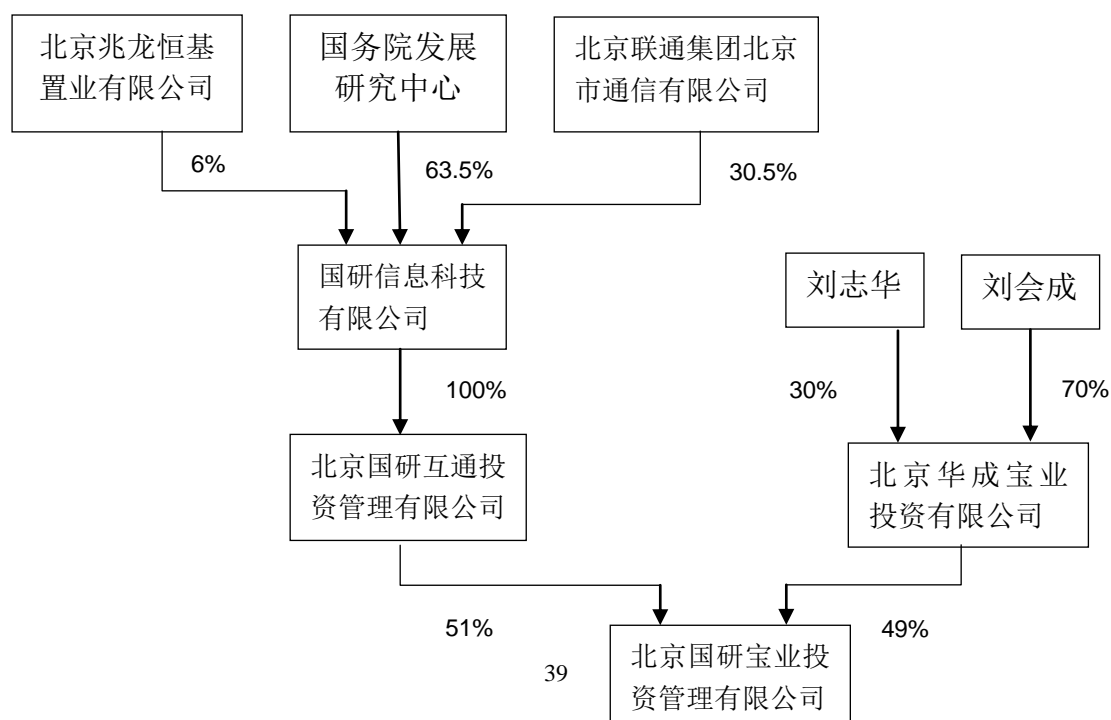 北京兆龙恒基
置业有限公司
国务院发展
研究中心
北京联通集团北京
市通信有限公司
6%
63.5%
30.5%
国研信息科技
有限公司
刘志华
刘会成
100%
30%
70%
北京国研互通投
资管理有限公司
北京华成宝业
投资有限公司
51%
49%
北京国研宝业投
资管理有限公司
39